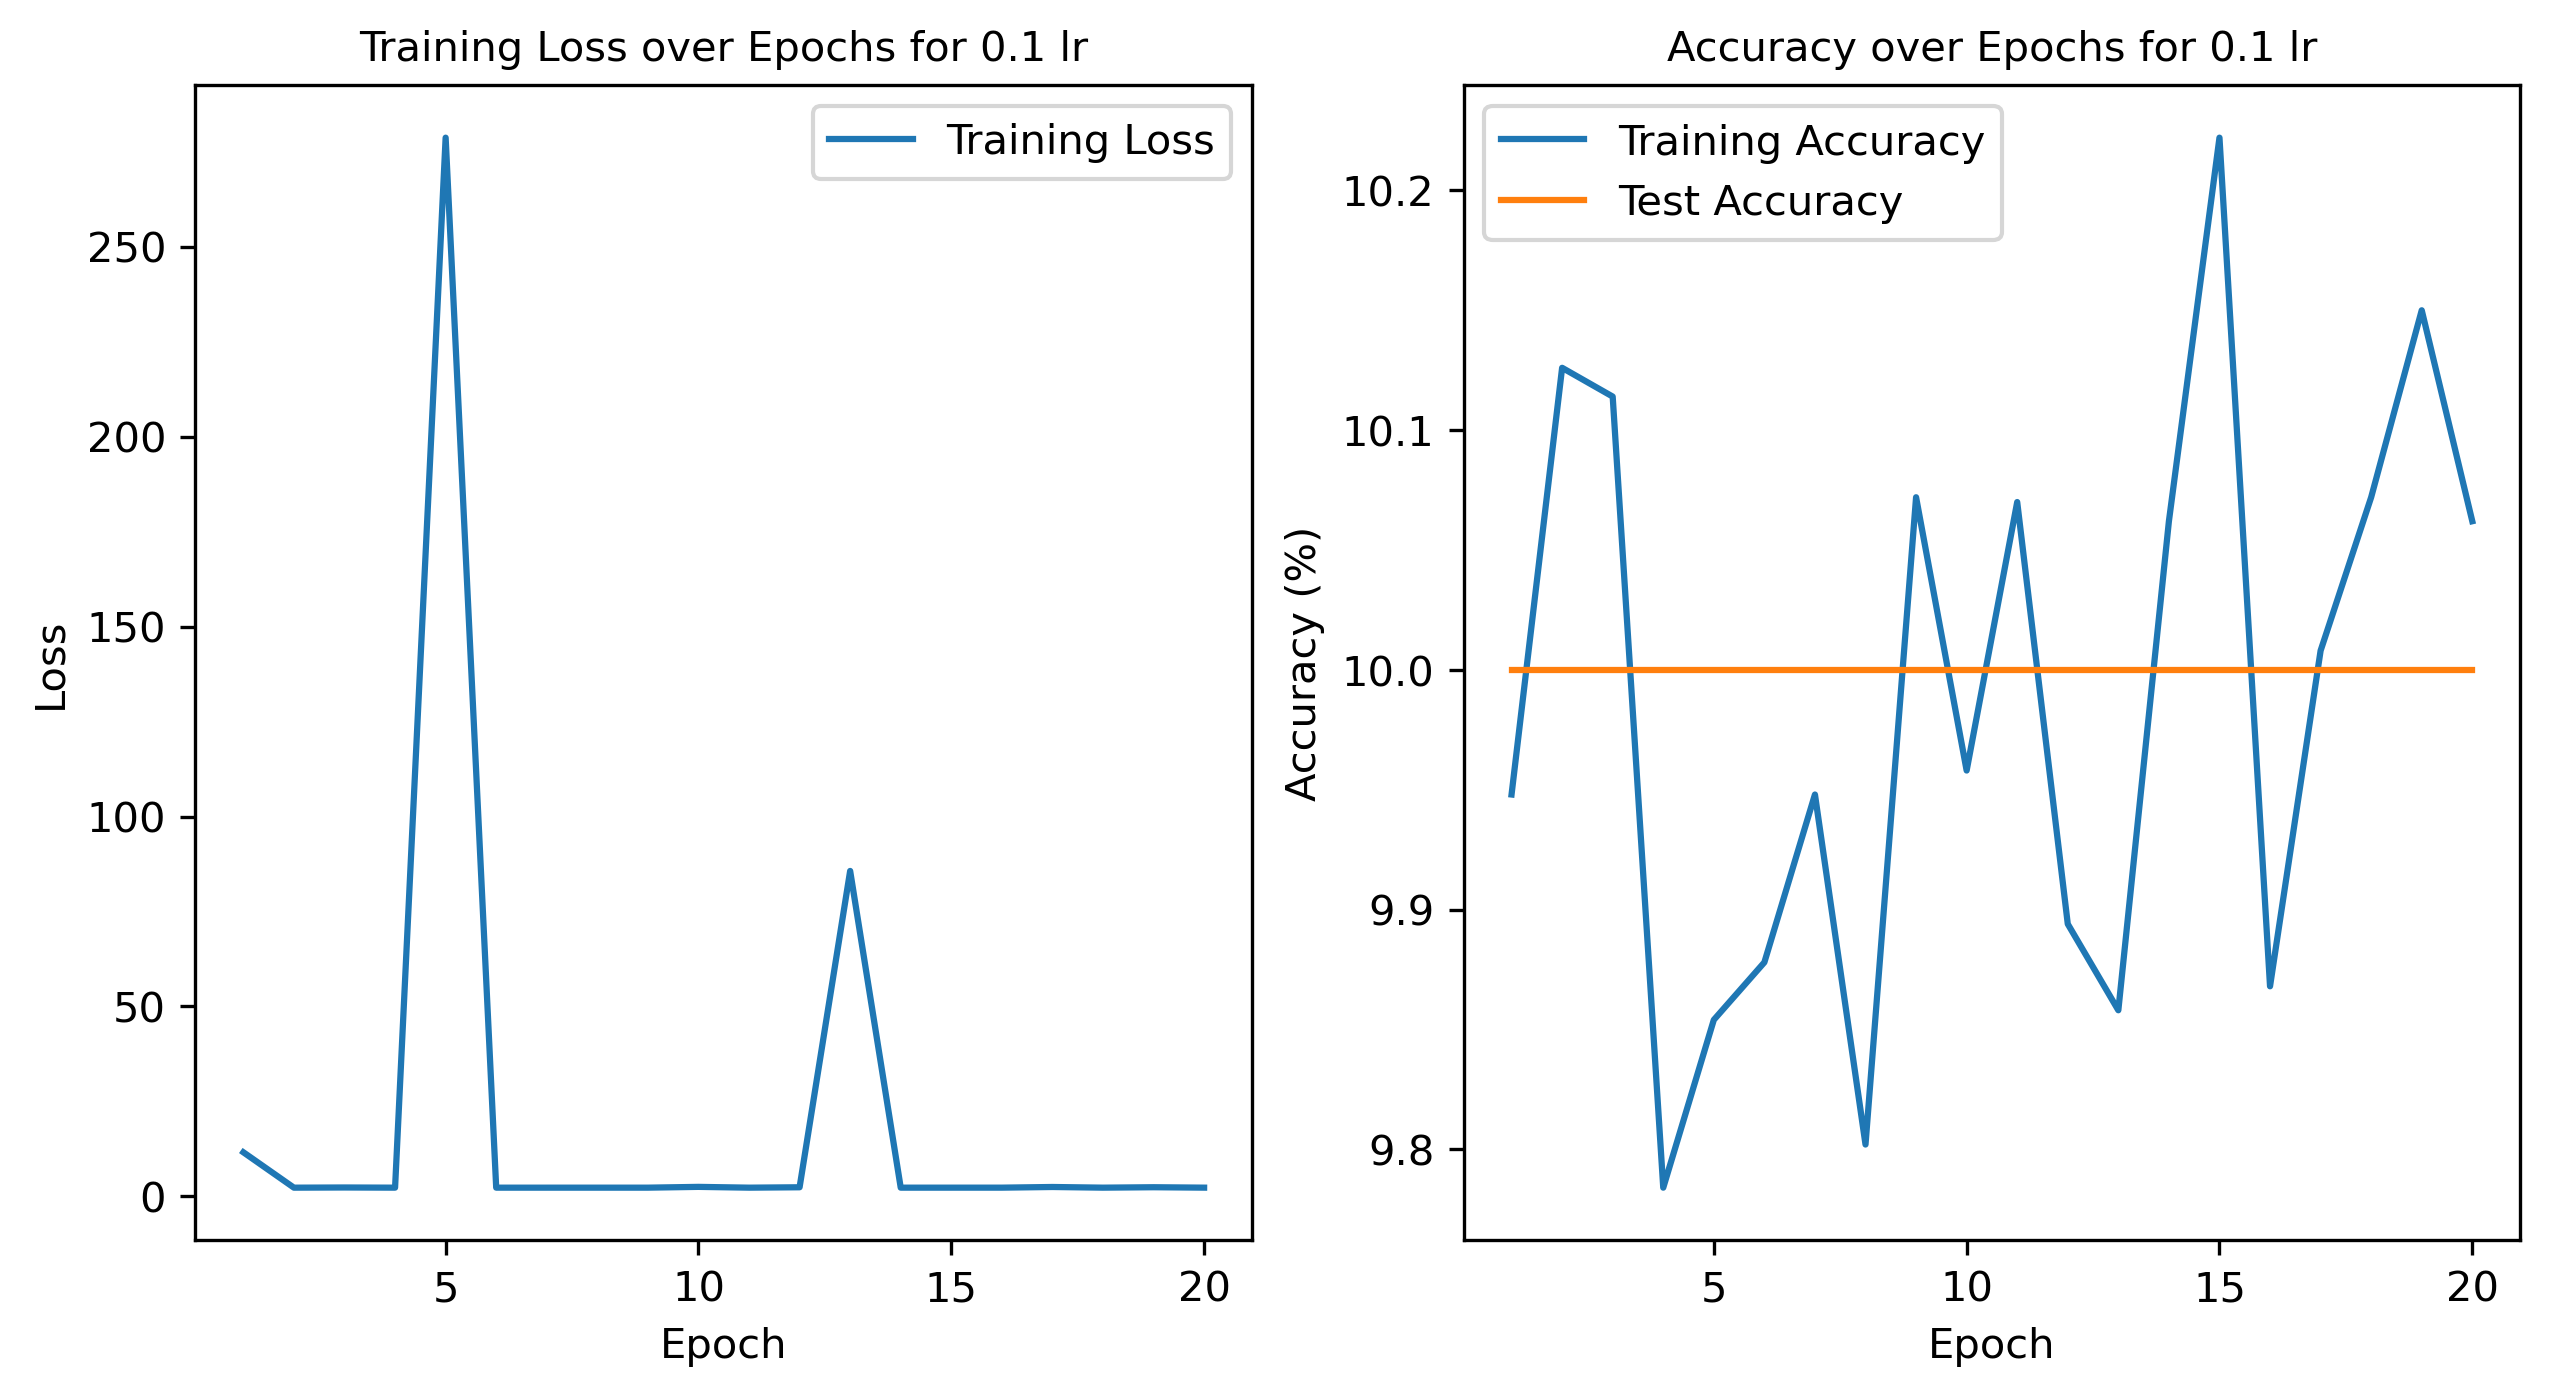 Training Loss over Epochs for 0.1 lr
Training Loss
250
200
150
100
50
0
Loss
5 10 15 20
Epoch
Accuracy over Epochs for 0.1 lr
Training Accuracy
Test Accuracy
10.2
10.1
10.0
9.9
9.8
Accuracy (%)
5 10 15 20
Epoch